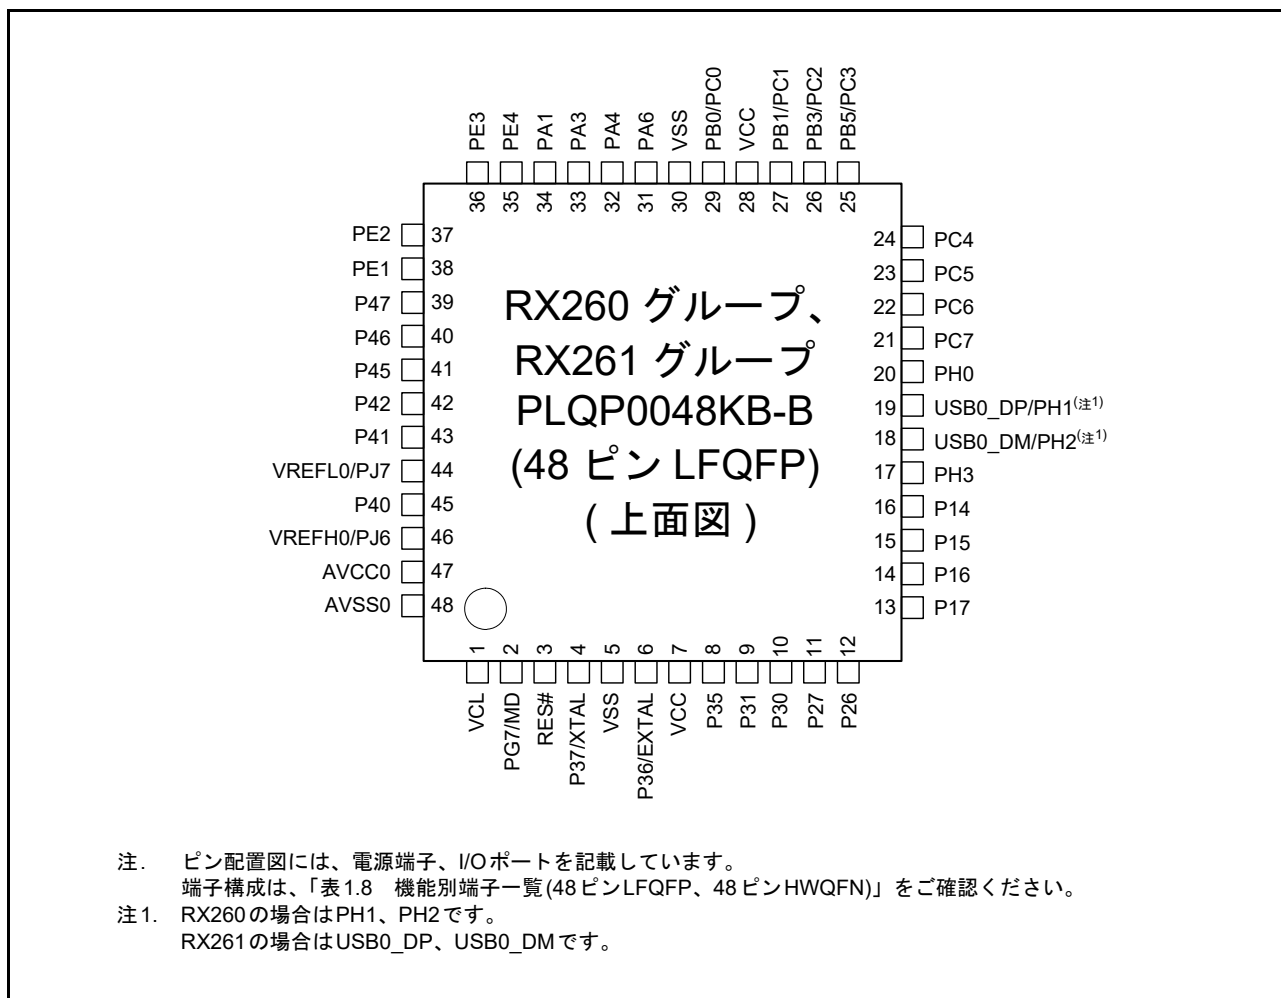 PE3
PE4
PA1
PA3
PA4
PA6
VSS
PB0/PC0
VCC
PB1/PC1
PB3/PC2
PB5/PC3
36
35
34
33
32
31
30
29
28
27
26
25
PE2 37
PE1 38
P47 39
P46 40
P45 41
P42 42
P41 43
VREFL0/PJ7 44
P40 45
VREFH0/PJ6 46
AVCC0 47
AVSS0 48
RX260 グループ、
RX261 グループ
PLQP0048KB-B
(48 ピン LFQFP)
( 上面図 )
24 PC4
23 PC5
22 PC6
21 PC7
20 PH0
19 USB0_DP/PH1(注1)
18 USB0_DM/PH2(注1)
17 PH3
16 P14
15 P15
14 P16
13 P17
1
2
3
4
5
6
7
8
9
10
11
12
VCL
PG7/MD
RES#
P37/XTAL
VSS
P36/EXTAL
VCC
P35
P31
P30
P27
P26
注. ピン配置図には、電源端子、I/Oポートを記載しています。
端子構成は、「表1.8 機能別端子一覧(48ピンLFQFP、48ピンHWQFN)」をご確認ください。
注1. RX260の場合はPH1、PH2です。
RX261の場合はUSB0_DP、USB0_DMです。